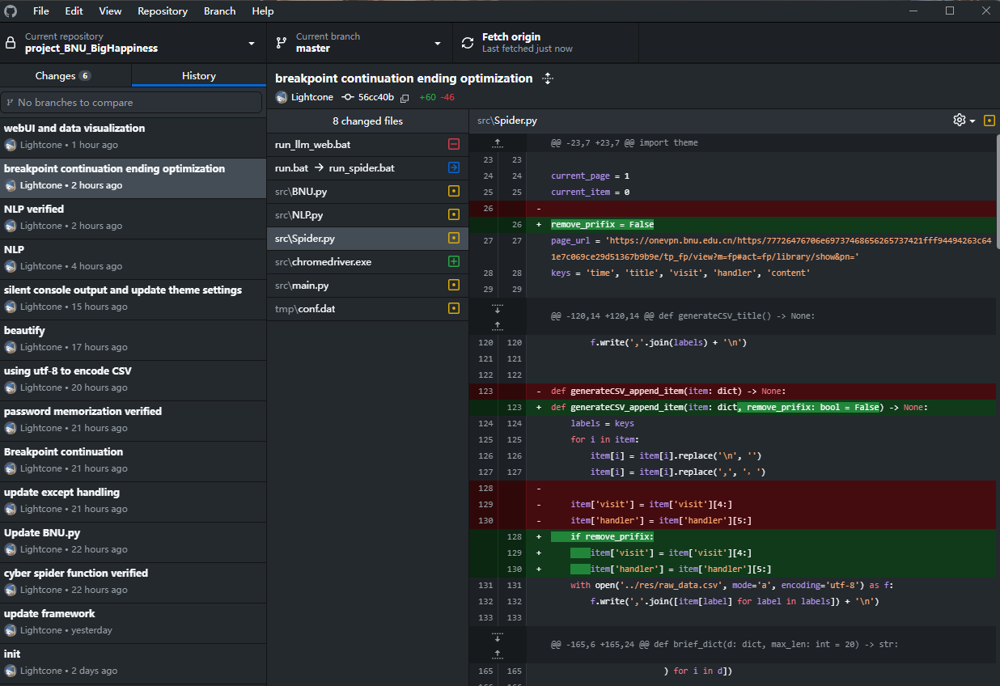 File Edit View Repository Branch Help
Current repository
project_BNU_BigHappiness
Current branch
master
Fetch origin
Last fetched just now
Changes 6
History
No branches to compare
webUI and data visualization
Lightcone • 1 hour ago
breakpoint continuation ending optimization
Lightcone • 2 hours ago
NLP verified
Lightcone • 2 hours ago
NLP
Lightcone • 4 hours ago
silent console output and update theme settings
Lightcone • 15 hours ago
beautify
Lightcone • 17 hours ago
using utf-8 to encode CSV
Lightcone • 20 hours ago
password memorization verified
Lightcone • 21 hours ago
Breakpoint continuation
Lightcone • 21 hours ago
update except handling
Lightcone • 21 hours ago
Update BNU.py
Lightcone • 22 hours ago
cyber spider function verified
Lightcone • 22 hours ago
update framework
Lightcone • yesterday
init
Lightcone • 2 days ago
breakpoint continuation ending optimization
Lightcone 56cc40b +60 -46
8 changed files
run_llm_web.bat
run.bat → run_spider.bat
src\BNU.py
src\NLP.py
src\Spider.py
src\chromedriver.exe
src\main.py
tmp\conf.dat
src\Spider.py
@@ -23,7 +23,7 @@ import theme
23 23
24 24 current_page = 1
25 25 current_item = 0
26 -
26 + remove_prifix = False
27 27 page_url = 'https://onevpn.bnu.edu.cn/https/77726476706e69737468656265737421fff94494263c64
1e7c069ce29d51367b9b9e/tp_fp/view?m=fp#act=fp/library/show&pn='
28 28 keys = 'time', 'title', 'visit', 'handler', 'content'
29 29
@@ -120,14 +120,14 @@ def generateCSV_title() -> None:
120 120 f.write(','.join(labels) + '\n')
121 121
122 122
123 - def generateCSV_append_item(item: dict) -> None:
123 + def generateCSV_append_item(item: dict, remove_prifix: bool = False) -> None:
124 124 labels = keys
125 125 for i in item:
126 126 item[i] = item[i].replace('\n', '')
127 127 item[i] = item[i].replace(',', '，')
128 -
129 - item['visit'] = item['visit'][4:]
130 - item['handler'] = item['handler'][5:]
128 + if remove_prifix:
129 + item['visit'] = item['visit'][4:]
130 + item['handler'] = item['handler'][5:]
131 131 with open('../res/raw_data.csv', mode='a', encoding='utf-8') as f:
132 132 f.write(','.join([item[label] for label in labels]) + '\n')
133 133
@@ -165,6 +165,24 @@ def brief_dict(d: dict, max_len: int = 20) -> str:
165 165 ) for i in d])